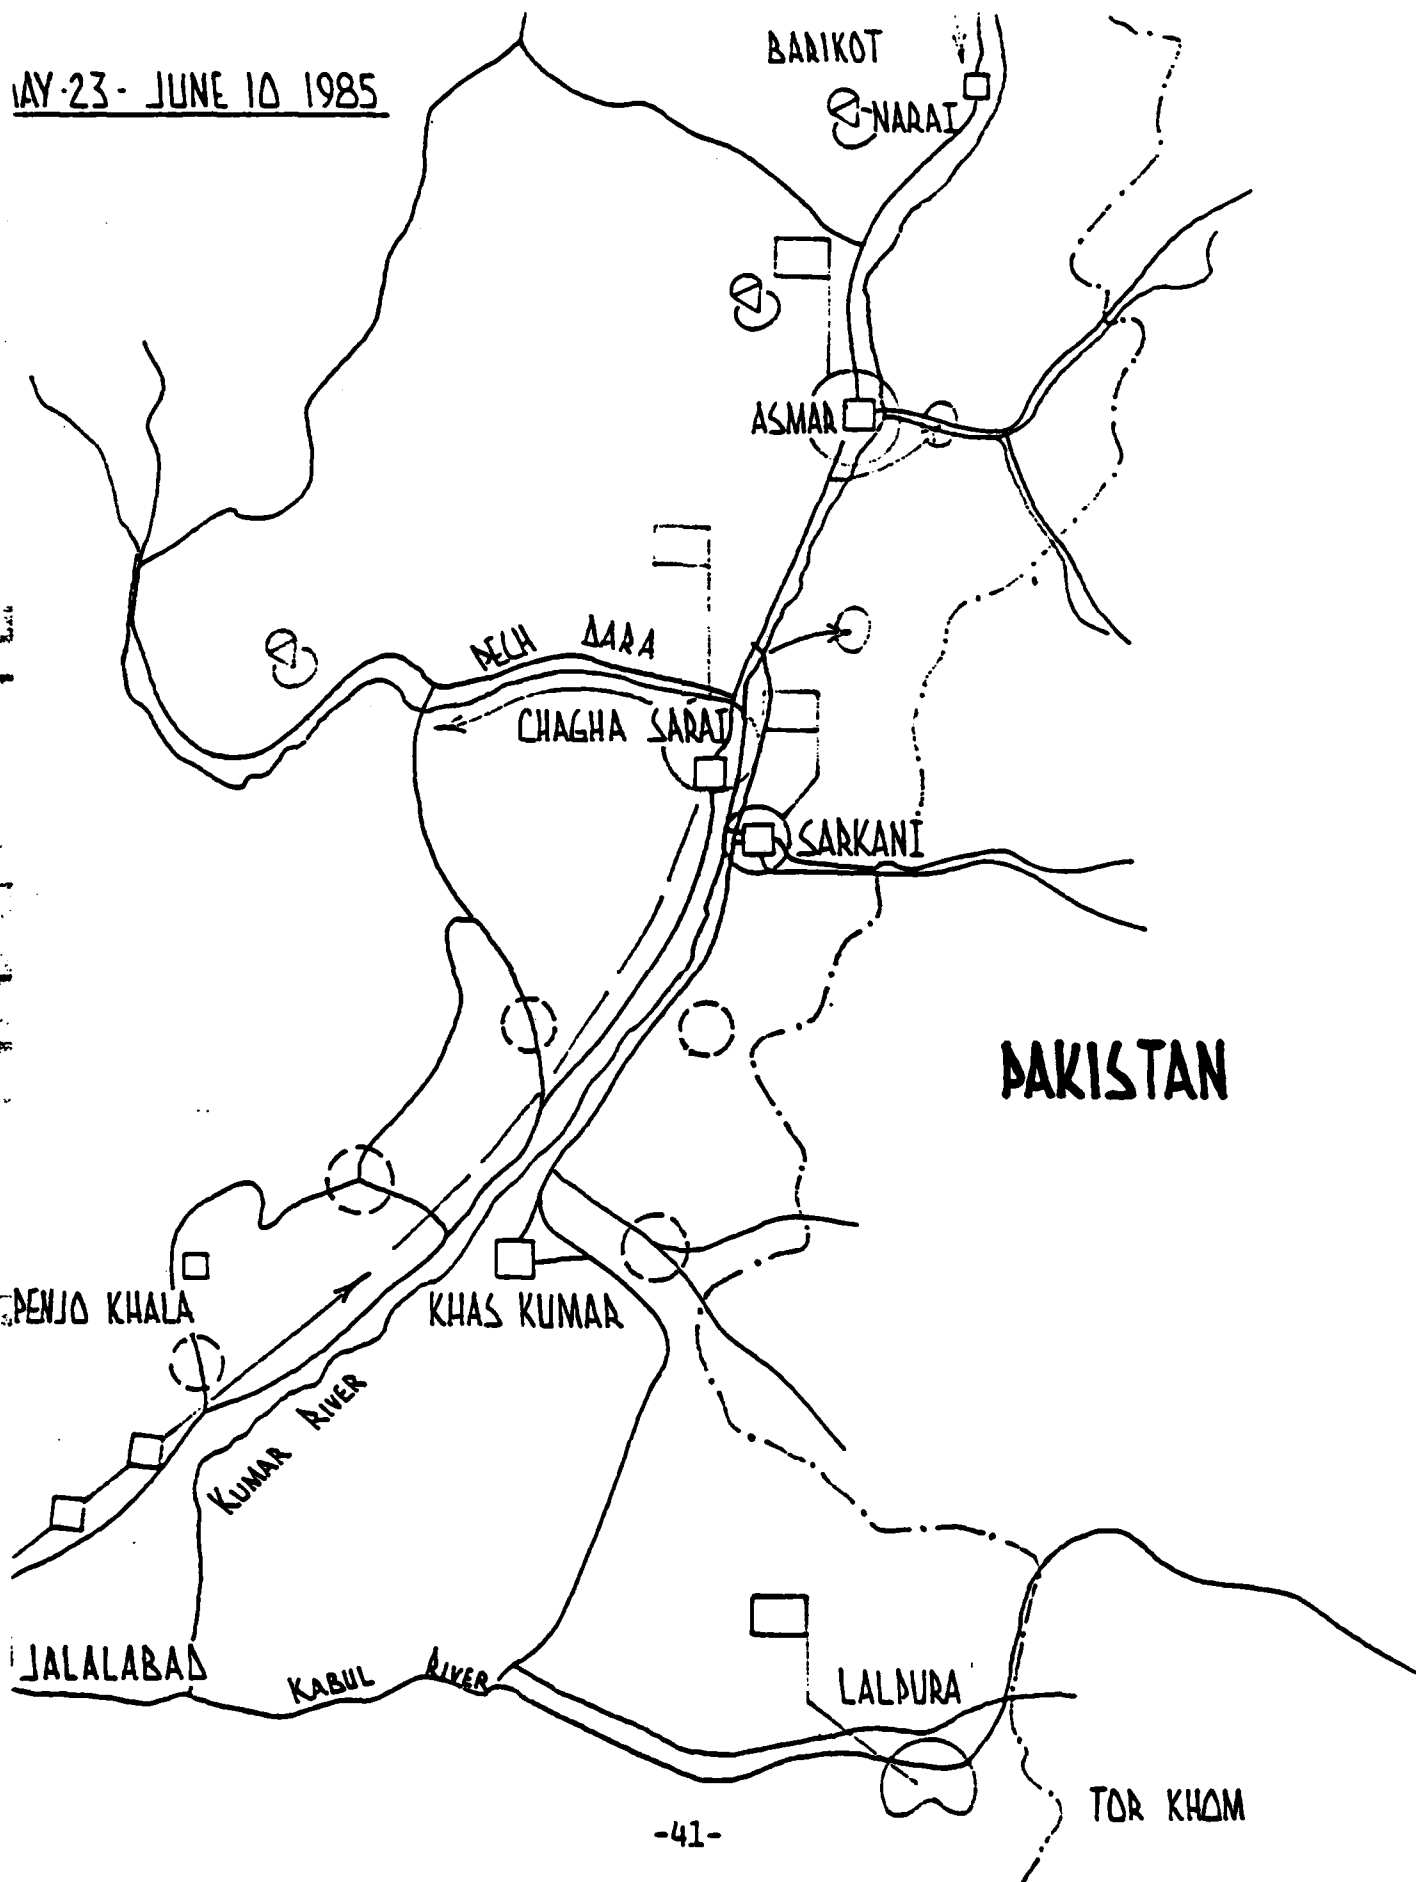 BARIKOT
AY·23- JUNE 10 1985
NARAI
ASMAR
PECH DARA
CHAGHA SARAI
SARKANI
PAKISTAN
PENJO KHALA
KHAS KUMAR
KUMAR RIVER
JALALABAD
KABUL RIVER
LALPURA
TOR KHOM
-41-